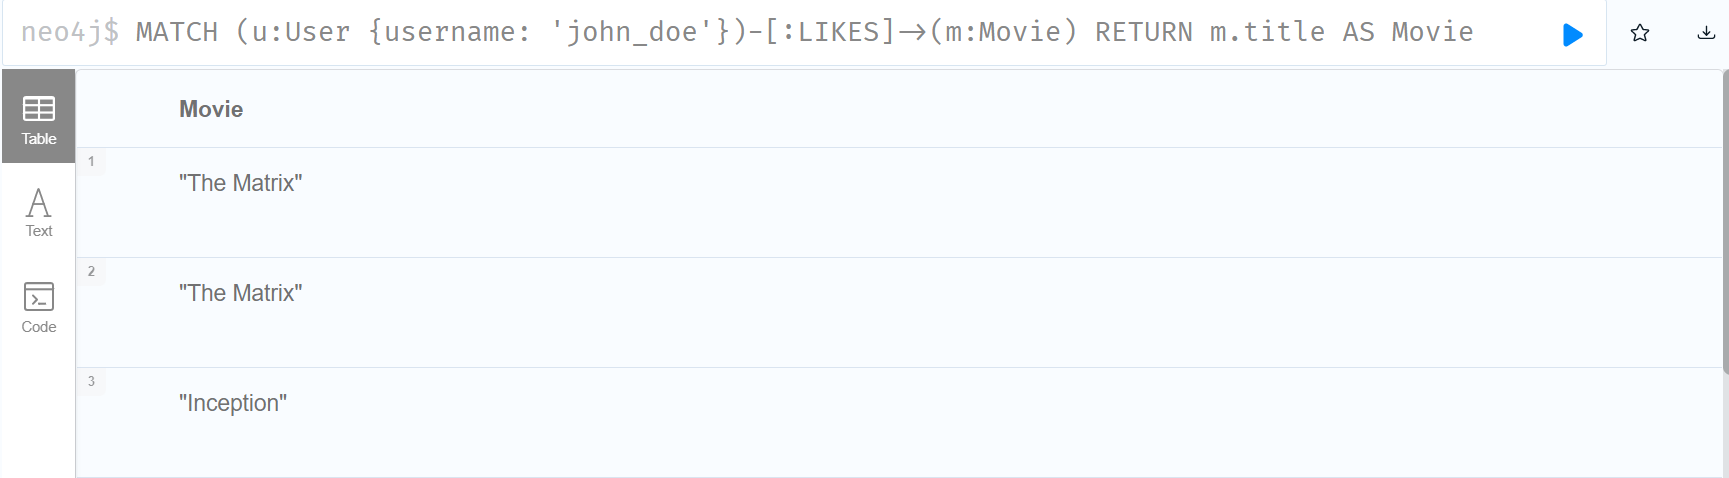 neo4j$ MATCH (u:User {username: 'john_doe'})-[:LIKES]→(m:Movie) RETURN m.title AS Movie
Table
Text
Code
Movie
1
"The Matrix"
2
"The Matrix"
3
"Inception"